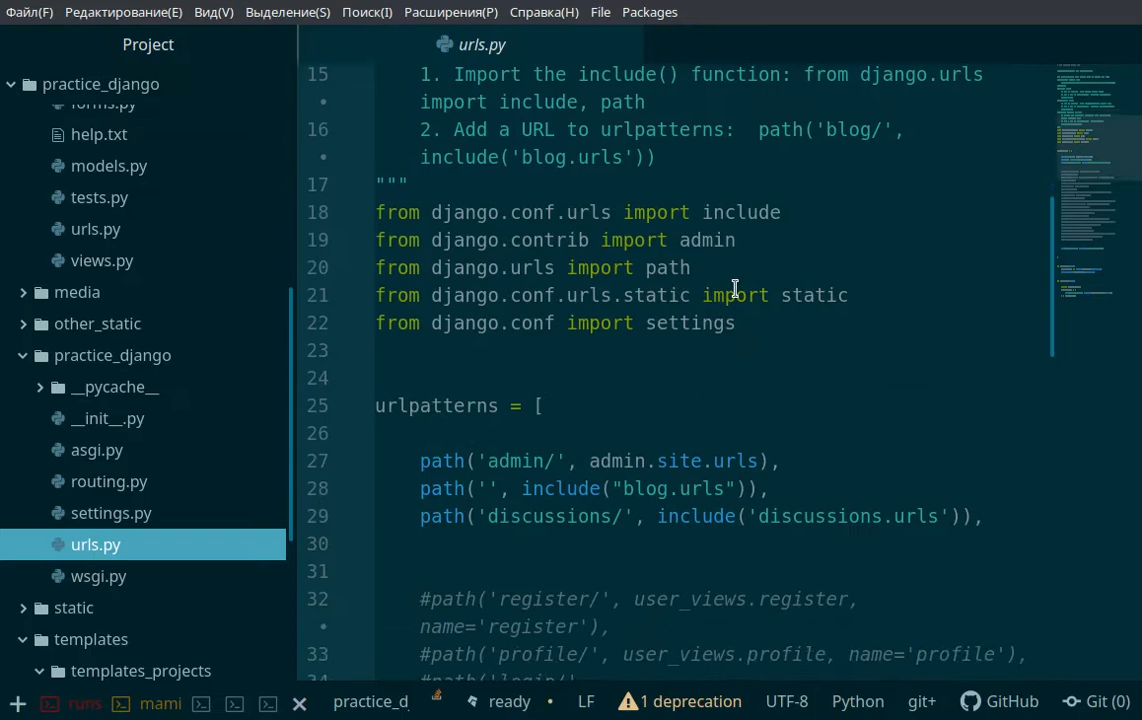 Файл(F) Редактирование(E) Вид(V) Выделение(S) Поиск(I) Расширения(P) Справка(H) File Packages
Project
practice_django
forms.py
help.txt
models.py
tests.py
urls.py
views.py
media
other_static
practice_django
__pycache__
__init__.py
asgi.py
routing.py
settings.py
urls.py
wsgi.py
static
templates
templates_projects
urls.py
15 1. Import the include() function: from django.urls
• import include, path
16 2. Add a URL to urlpatterns:  path('blog/',
• include('blog.urls'))
17 """
18 from django.conf.urls import include
19 from django.contrib import admin
20 from django.urls import path
21 from django.conf.urls.static import static
22 from django.conf import settings
23
24
25 urlpatterns = [
26
27 path('admin/', admin.site.urls),
28 path('', include("blog.urls")),
29 path('discussions/', include('discussions.urls')),
30
31
32 #path('register/', user_views.register,
• name='register'),
33 #path('profile/', user_views.profile, name='profile'),
#path('login/'
runs mami practice_d ready • LF 1 deprecation UTF-8 Python git+ GitHub Git (0)